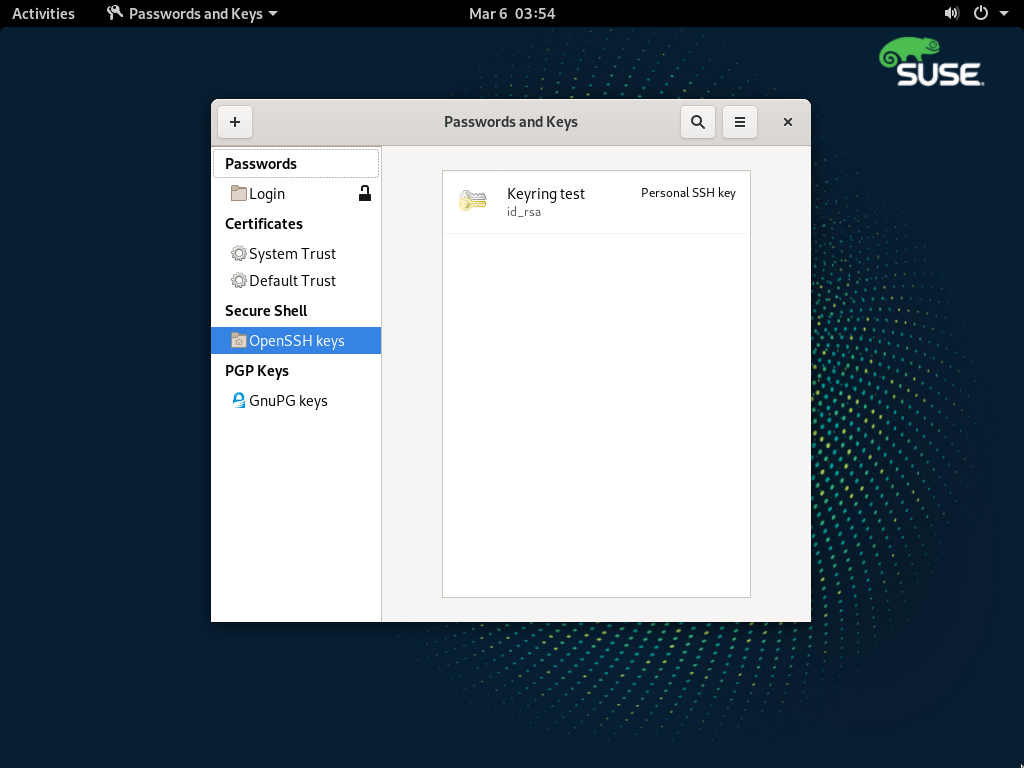 Activities
Passwords and Keys
Mar 6 03:54
SUSE
Passwords and Keys
Passwords
Login
Certificates
System Trust
Default Trust
Secure Shell
OpenSSH keys
PGP Keys
GnuPG keys
Keyring test
Personal SSH key
id_rsa